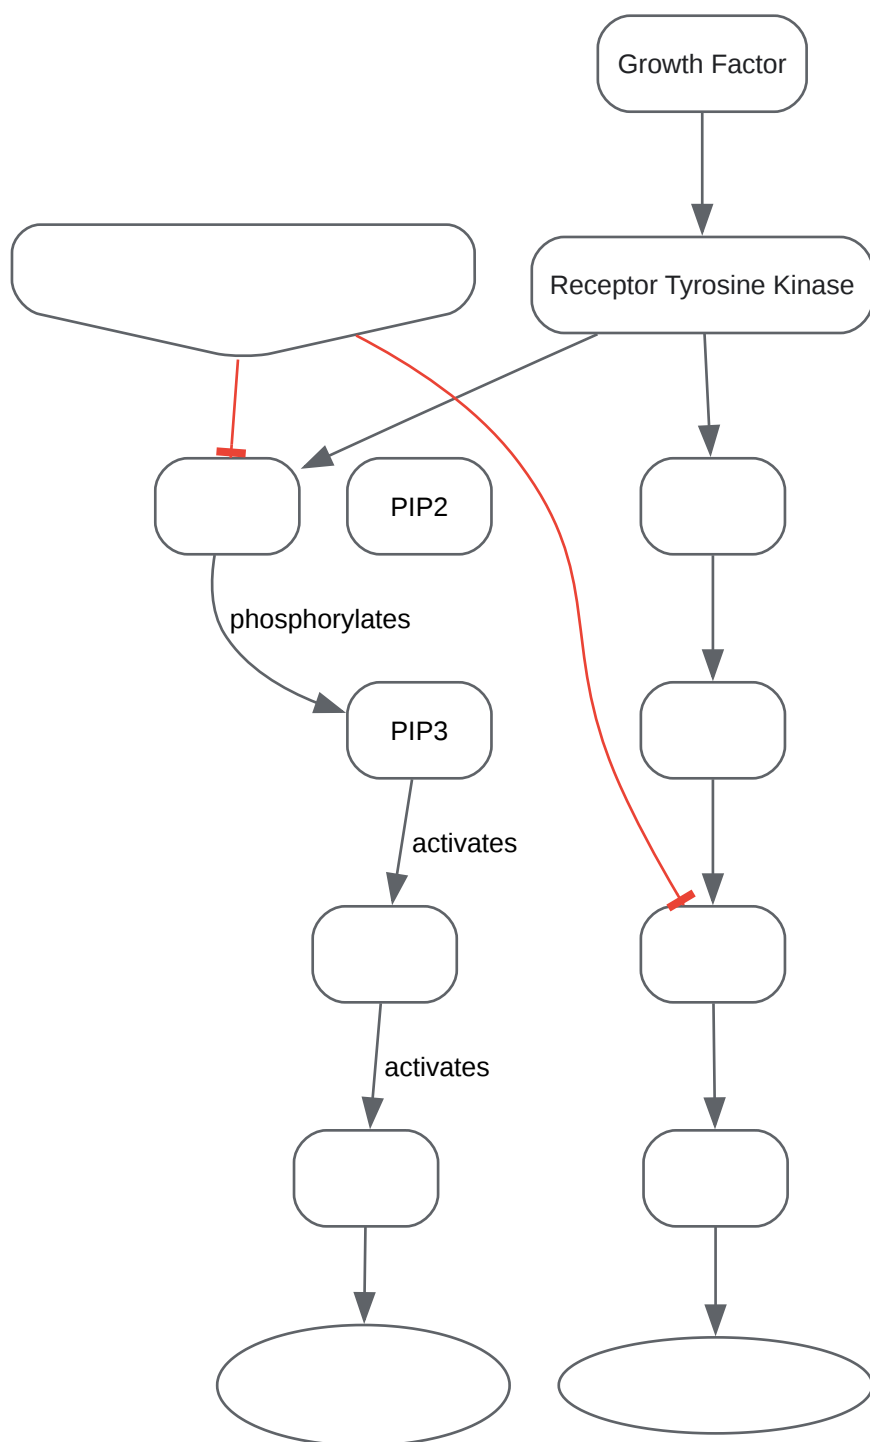 Growth Factor
Receptor Tyrosine Kinase
PIP2
phosphorylates
PIP3
activates
activates